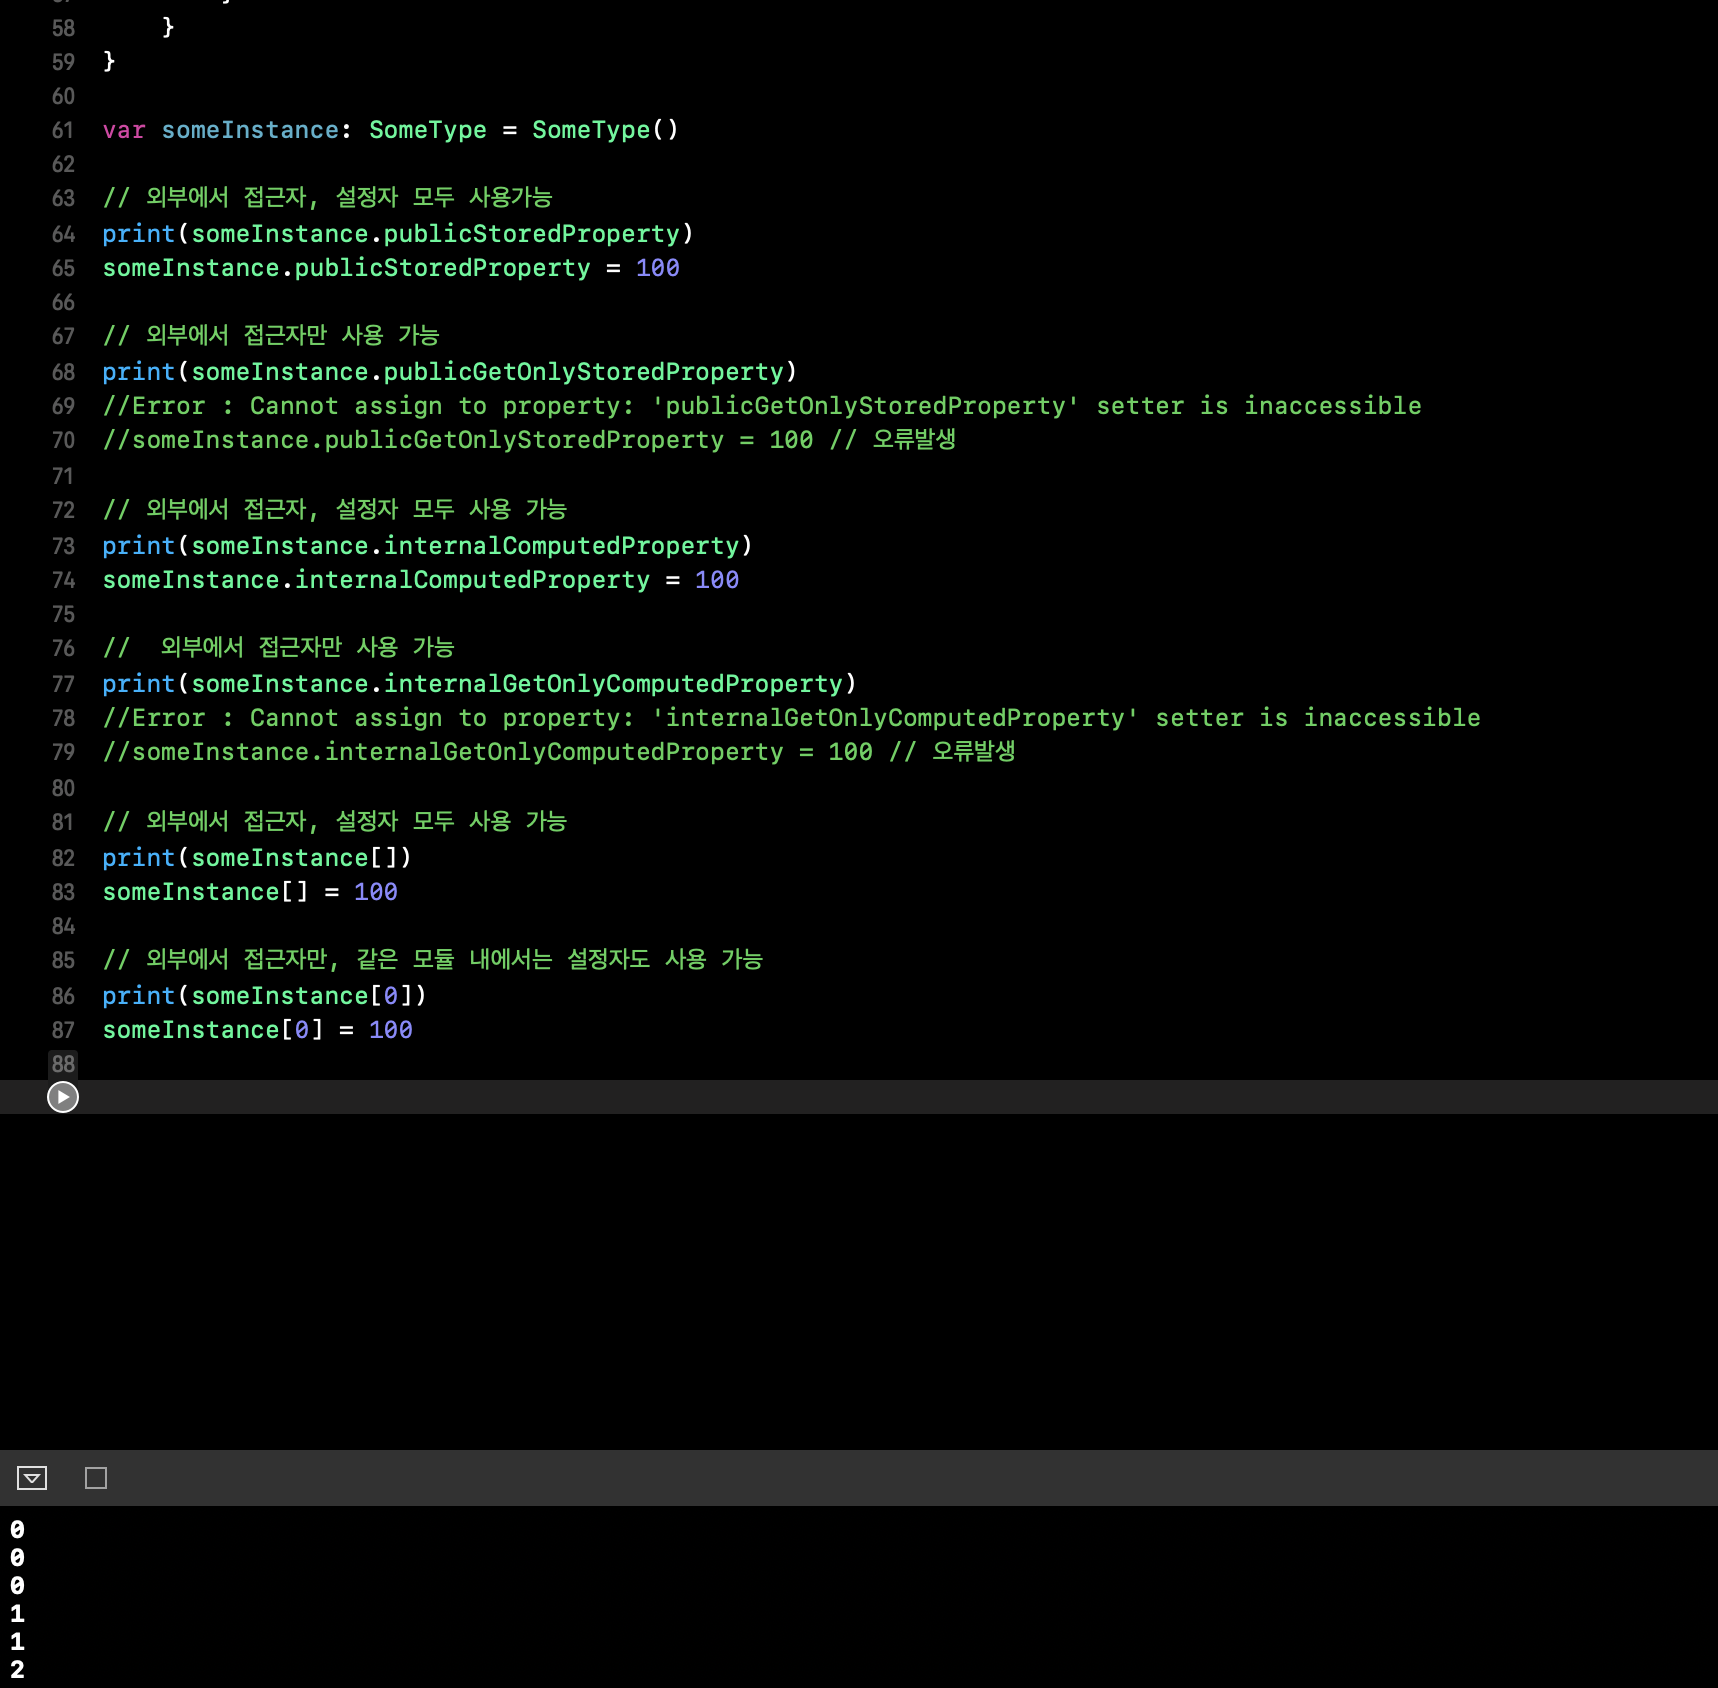 58 }
59 }
60
61 var someInstance: SomeType = SomeType()
62
63 // 외부에서 접근자, 설정자 모두 사용가능
64 print(someInstance.publicStoredProperty)
65 someInstance.publicStoredProperty = 100
66
67 // 외부에서 접근자만 사용 가능
68 print(someInstance.publicGetOnlyStoredProperty)
69 //Error : Cannot assign to property: 'publicGetOnlyStoredProperty' setter is inaccessible
70 //someInstance.publicGetOnlyStoredProperty = 100 // 오류발생
71
72 // 외부에서 접근자, 설정자 모두 사용 가능
73 print(someInstance.internalComputedProperty)
74 someInstance.internalComputedProperty = 100
75
76 //  외부에서 접근자만 사용 가능
77 print(someInstance.internalGetOnlyComputedProperty)
78 //Error : Cannot assign to property: 'internalGetOnlyComputedProperty' setter is inaccessible
79 //someInstance.internalGetOnlyComputedProperty = 100 // 오류발생
80
81 // 외부에서 접근자, 설정자 모두 사용 가능
82 print(someInstance[])
83 someInstance[] = 100
84
85 // 외부에서 접근자만, 같은 모듈 내에서는 설정자도 사용 가능
86 print(someInstance[0])
87 someInstance[0] = 100
88
0
0
0
1
1
2